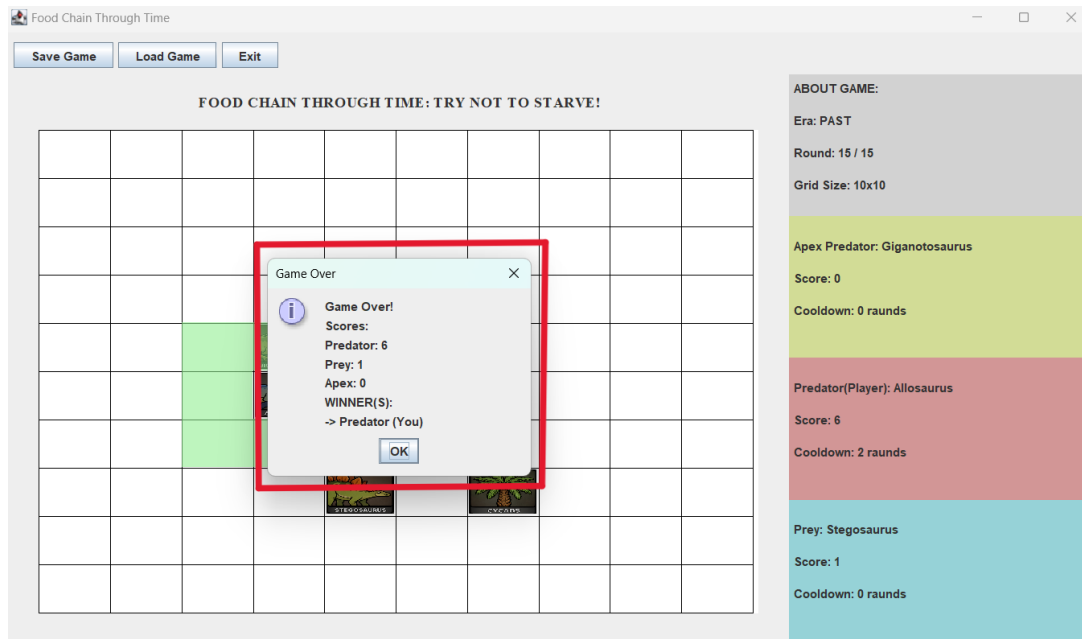 Food Chain Through Time
Save Game Load Game Exit
FOOD CHAIN THROUGH TIME: TRY NOT TO STARVE!
Game Over
Game Over!
Scores:
Predator: 6
Prey: 1
Apex: 0
WINNER(S):
-> Predator (You)
OK
STEGOSAURUS
CYCADS
ABOUT GAME:
Era: PAST
Round: 15 / 15
Grid Size: 10x10
Apex Predator: Giganotosaurus
Score: 0
Cooldown: 0 raunds
Predator(Player): Allosaurus
Score: 6
Cooldown: 2 raunds
Prey: Stegosaurus
Score: 1
Cooldown: 0 raunds